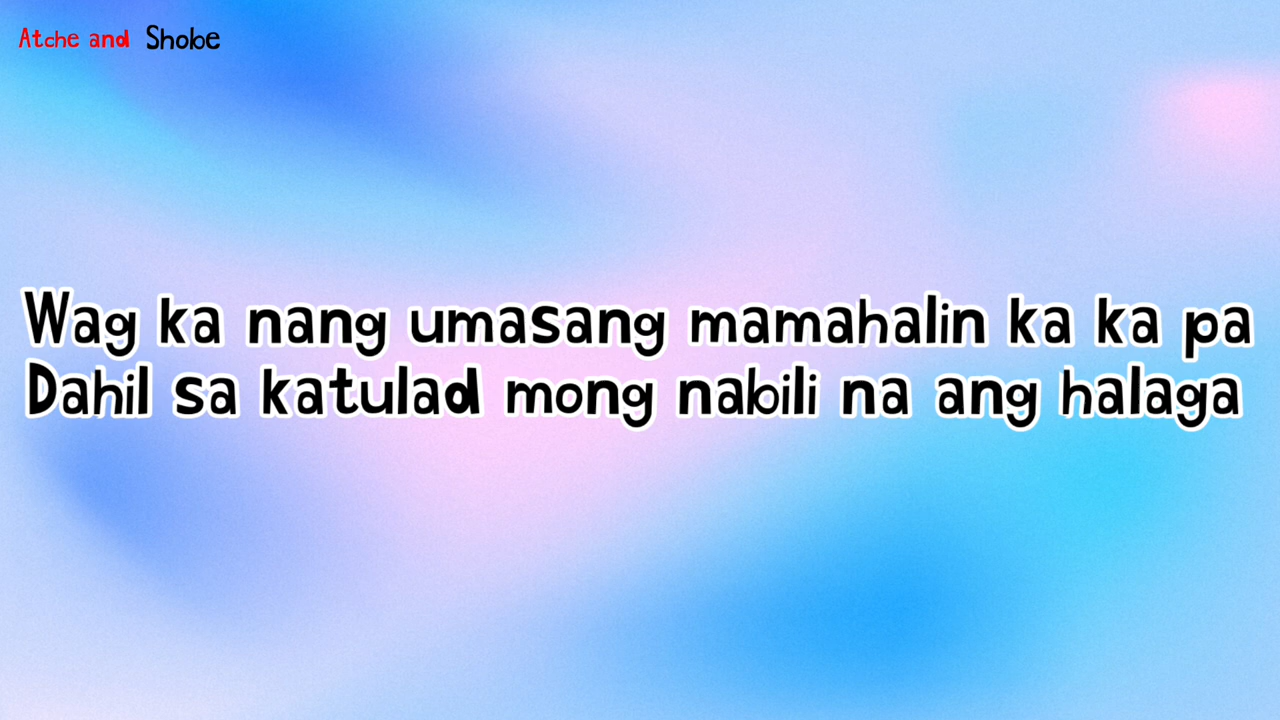 Atche and Shobe
Wag ka nang umasang mamahalin ka ka pa
Dahil sa katulad mong nabili na ang halaga